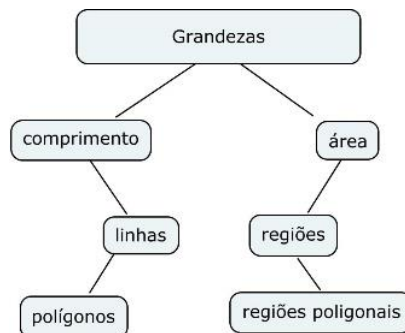 Grandezas
comprimento
área
linhas
regiões
polígonos
regiões poligonais